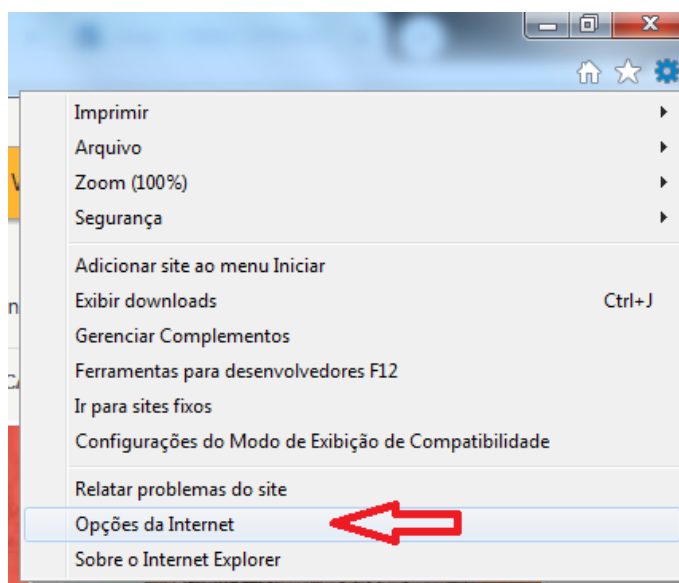 Imprimir
Arquivo
Zoom (100%)
Segurança
Adicionar site ao menu Iniciar
Exibir downloads Ctrl+J
Gerenciar Complementos
Ferramentas para desenvolvedores F12
Ir para sites fixos
Configurações do Modo de Exibição de Compatibilidade
Relatar problemas do site
Opções da Internet
Sobre o Internet Explorer